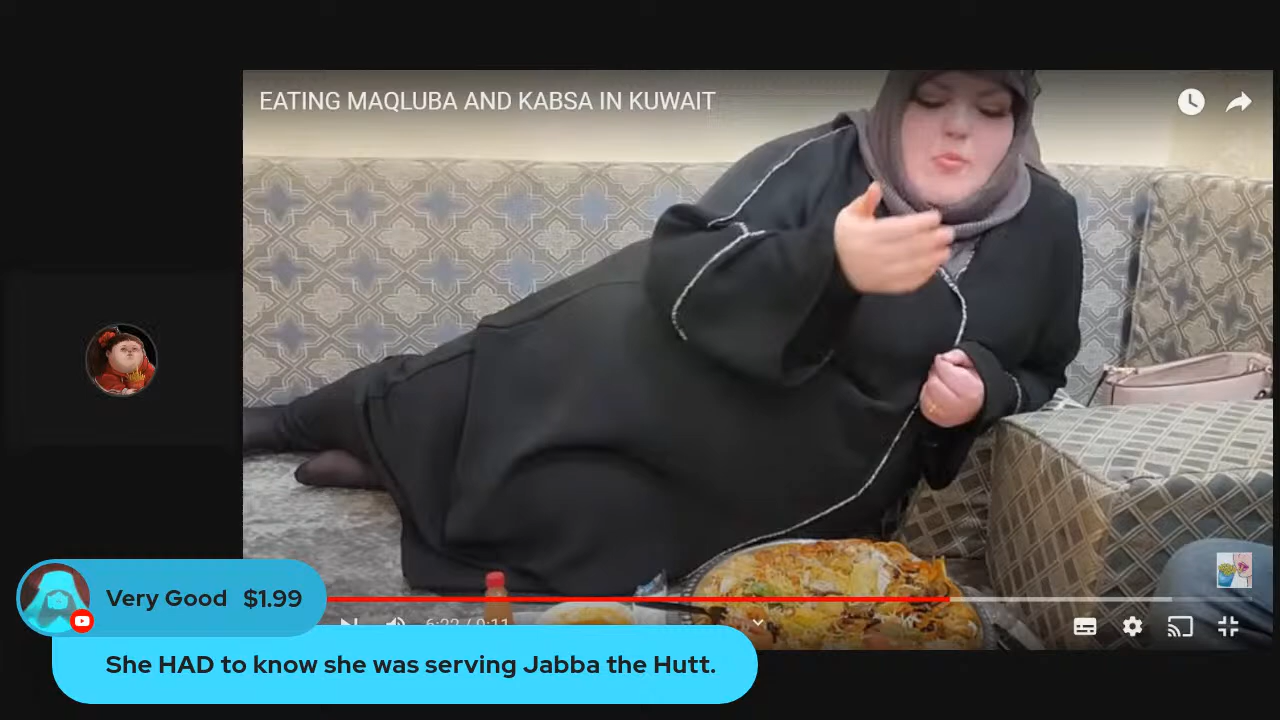 EATING MAQLUBA AND KABSA IN KUWAIT
Very Good $1.99
She HAD to know she was serving Jabba the Hutt.